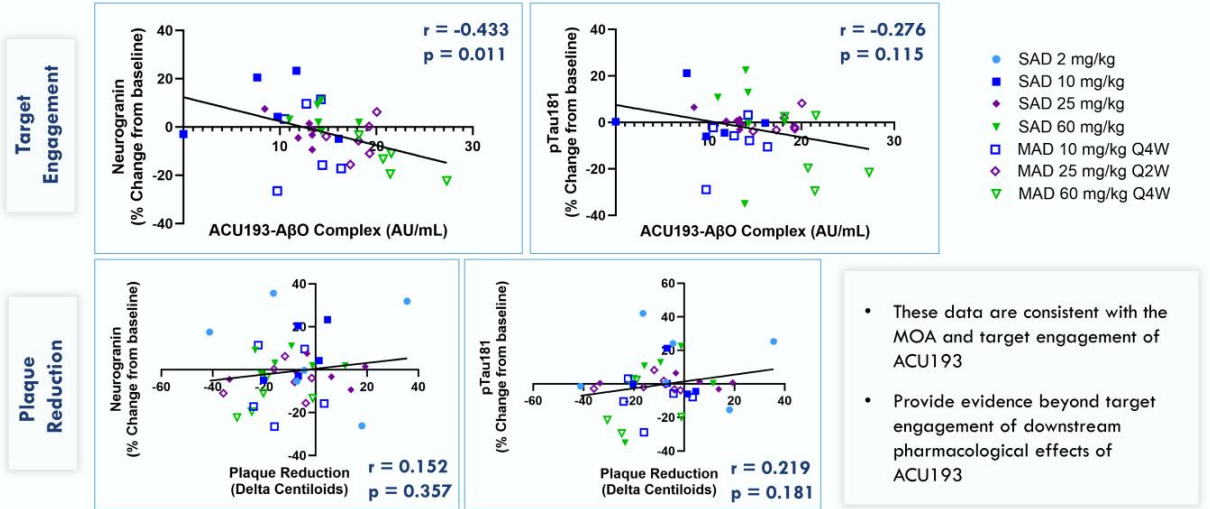 Target
Engagement
Neurogranin
(% Change from baseline)
40
20
0
-20
-40
10
20
30
r = -0.433
p = 0.011
ACU193-AβO Complex (AU/mL)
pTau181
(% Change from baseline)
40
20
0
-20
-40
10
20
30
r = -0.276
p = 0.115
ACU193-AβO Complex (AU/mL)
SAD 2 mg/kg
SAD 10 mg/kg
SAD 25 mg/kg
SAD 60 mg/kg
MAD 10 mg/kg Q4W
MAD 25 mg/kg Q2W
MAD 60 mg/kg Q4W
Plaque
Reduction
Neurogranin
(% Change from baseline)
40
20
-20
-40
-60
-40
-20
20
40
Plaque Reduction
(Delta Centiloids)
r = 0.152
p = 0.357
pTau181
(% Change from baseline)
60
40
20
-20
-40
-60
-40
-20
20
40
Plaque Reduction
(Delta Centiloids)
r = 0.219
p = 0.181
• These data are consistent with the
MOA and target engagement of
ACU193
• Provide evidence beyond target
engagement of downstream
pharmacological effects of
ACU193